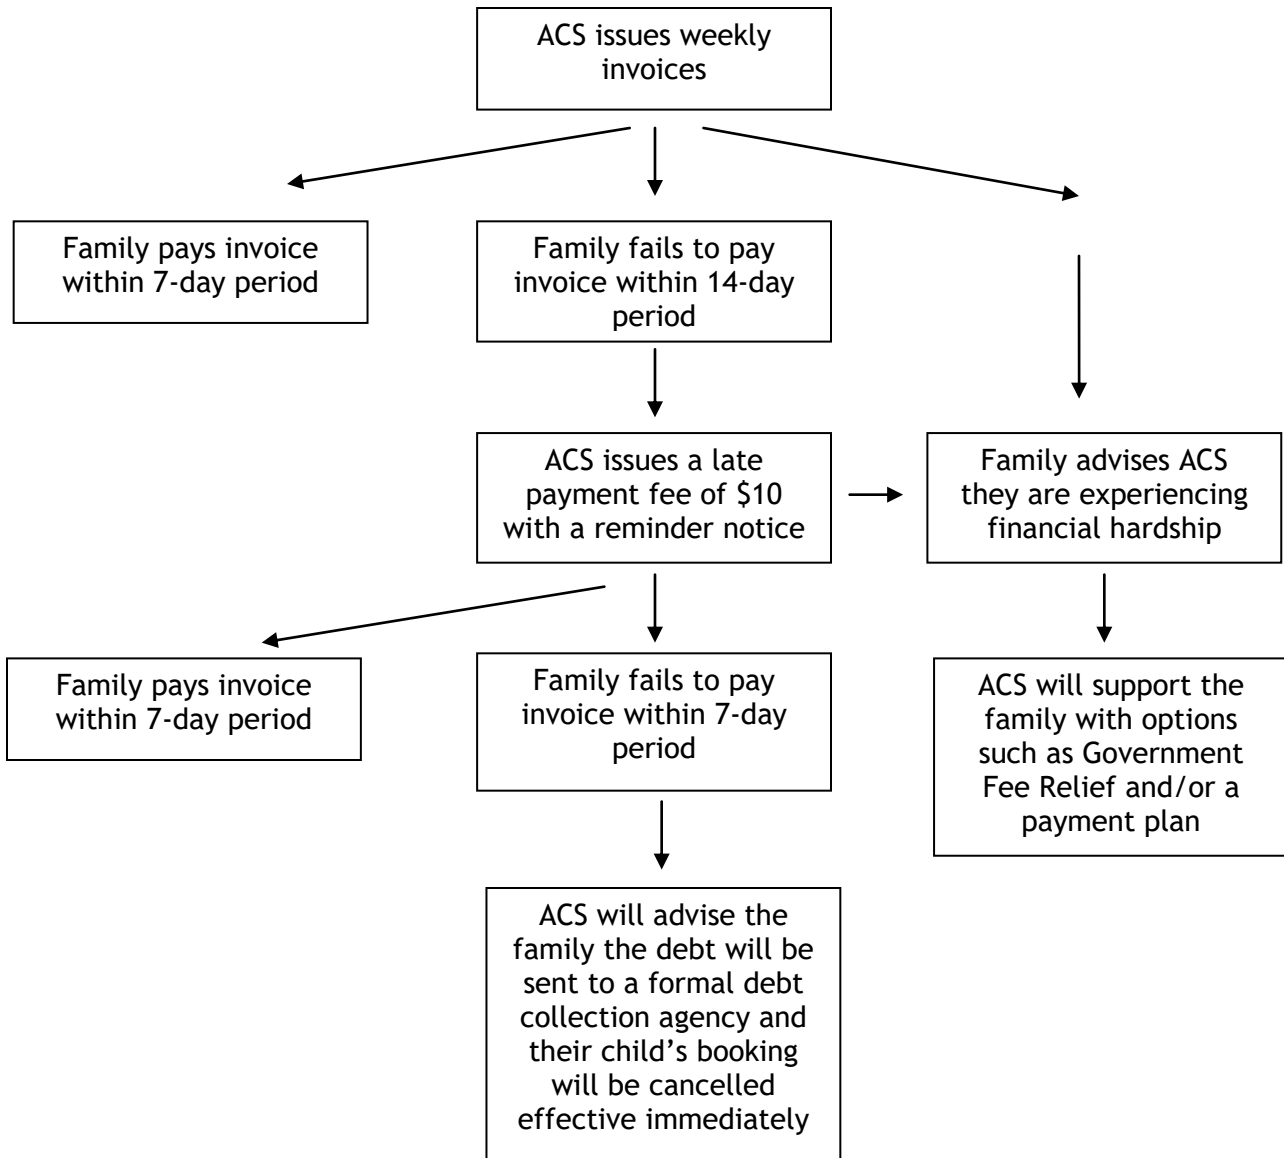 ACS issues weekly
invoices
Family pays invoice
within 7-day period
Family fails to pay
invoice within 14-day
period
ACS issues a late
payment fee of $10
with a reminder notice
Family advises ACS
they are experiencing
financial hardship
Family pays invoice
within 7-day period
Family fails to pay
invoice within 7-day
period
ACS will support the
family with options
such as Government
Fee Relief and/or a
payment plan
ACS will advise the
family the debt will be
sent to a formal debt
collection agency and
their child’s booking
will be cancelled
effective immediately